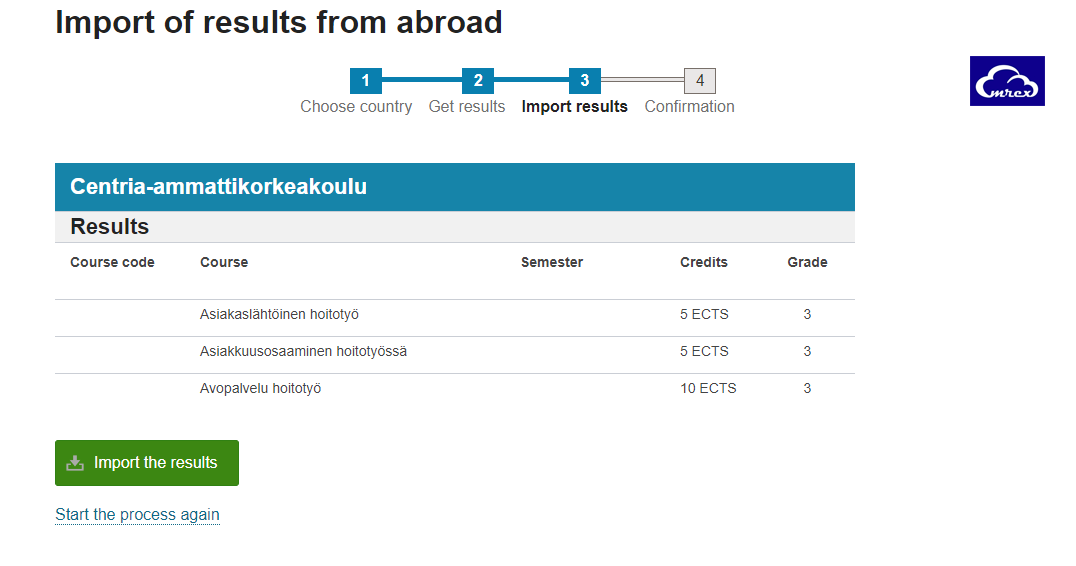 Import of results from abroad
1 2 3 4
Choose country Get results Import results Confirmation
emrex
Centria-ammattikorkeakoulu
Results
Course code Course Semester Credits Grade
Asiakaslähtöinen hoitotyö 5 ECTS 3
Asiakkuusosaaminen hoitotyössä 5 ECTS 3
Avopalvelu hoitotyö 10 ECTS 3
Import the results
Start the process again